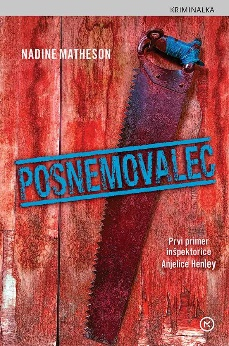 KRIMINALKA
NADINE MATHESON
POSNEMOVALEC
Prvi primer
inšpektorice
Anjelice Henley